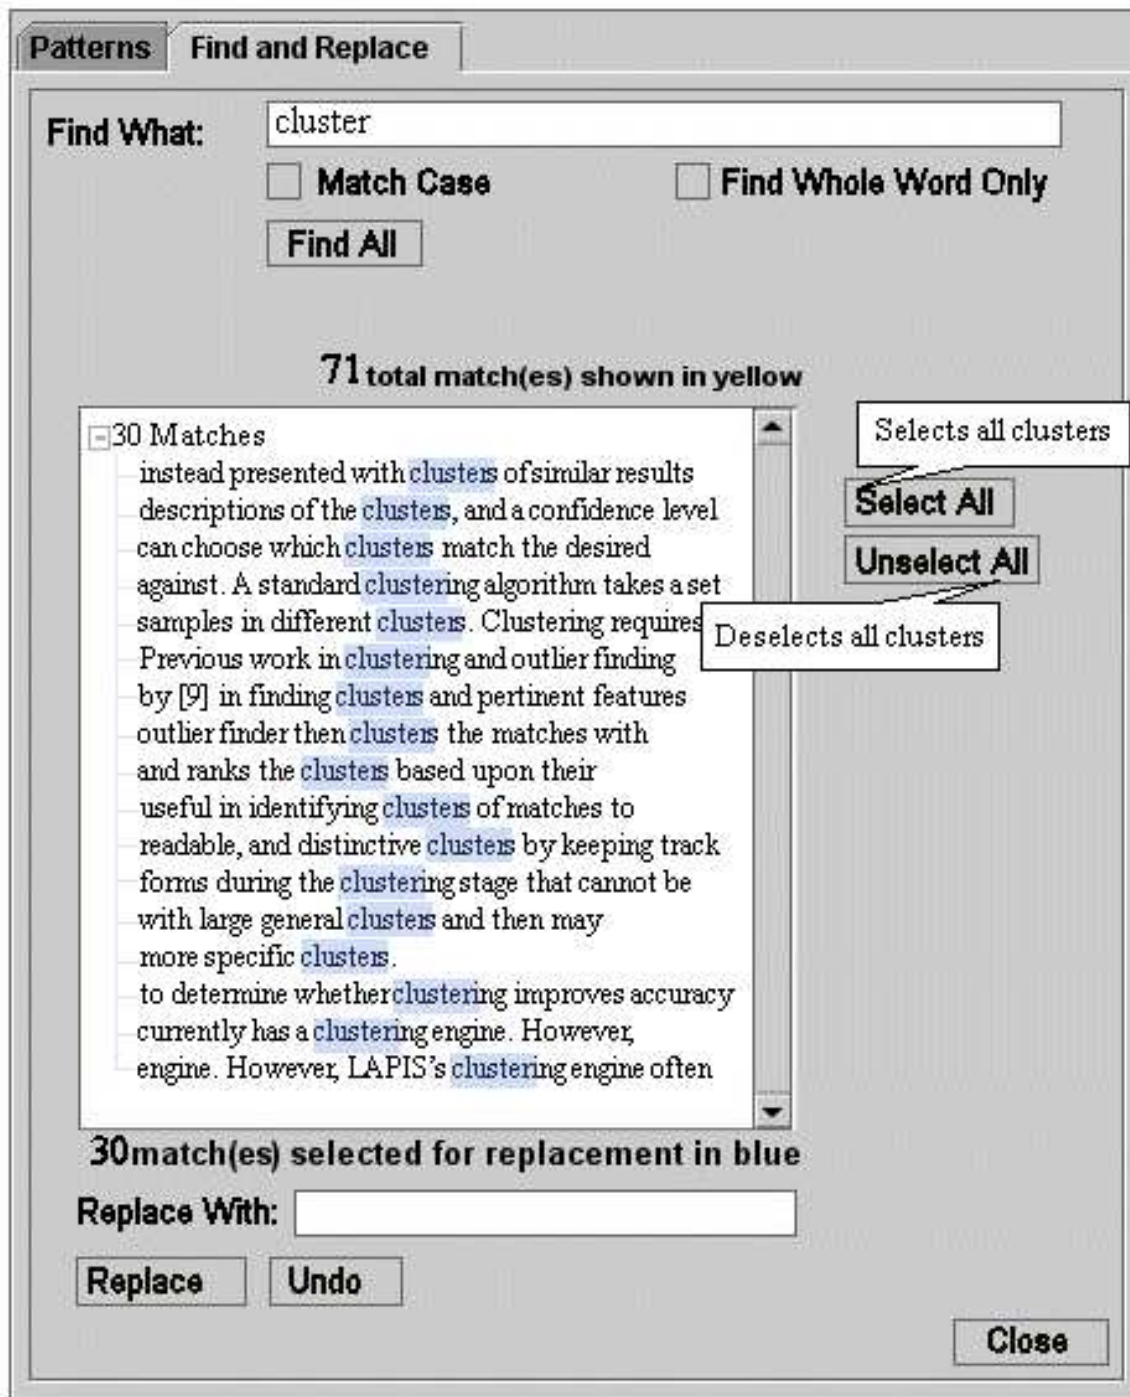 Patterns
Find and Replace
Find What:
cluster
Match Case
Find Whole Word Only
Find All
71 total match(es) shown in yellow
30 Matches
instead presented with clusters of similar results
descriptions of the clusters, and a confidence level
can choose which clusters match the desired
against. A standard clustering algorithm takes a set
samples in different clusters. Clustering requires
Previous work in clustering and outlier finding
by [9] in finding clusters and pertinent features
outlier finder then clusters the matches with
and ranks the clusters based upon their
useful in identifying clusters of matches to
readable, and distinctive clusters by keeping track
forms during the clustering stage that cannot be
with large general clusters and then may
more specific clusters.
to determine whether clustering improves accuracy
currently has a clustering engine. However,
engine. However, LAPIS's clustering engine often
Selects all clusters
Select All
Unselect All
Deselects all clusters
30 match(es) selected for replacement in blue
Replace With:
Replace
Undo
Close